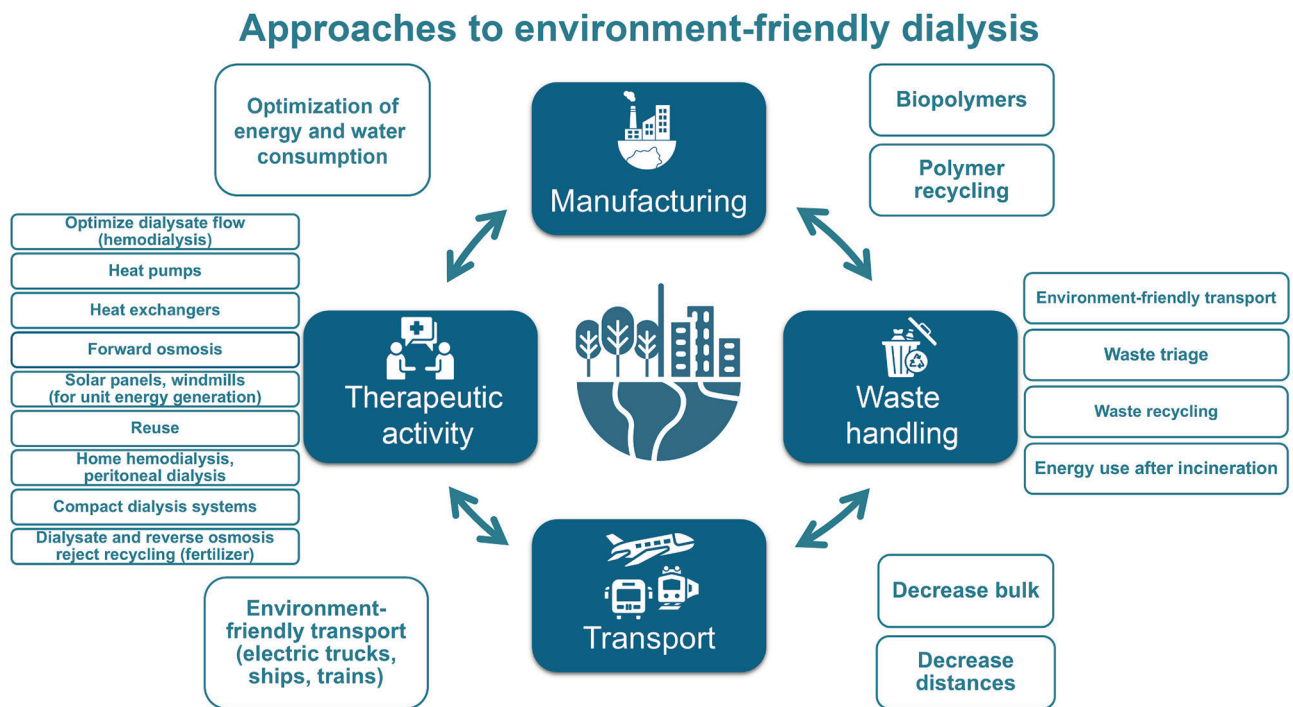 Approaches to environment-friendly dialysis
Optimization of
energy and water
consumption
Manufacturing
Biopolymers
Polymer
recycling
Optimize dialysate flow
(hemodialysis)
Heat pumps
Heat exchangers
Forward osmosis
Solar panels, windmills
(for unit energy generation)
Reuse
Home hemodialysis,
peritoneal dialysis
Compact dialysis systems
Dialysate and reverse osmosis
reject recycling (fertilizer)
Therapeutic
activity
Waste
handling
Environment-friendly transport
Waste triage
Waste recycling
Energy use after incineration
Environment-
friendly transport
(electric trucks,
ships, trains)
Transport
Decrease bulk
Decrease
distances